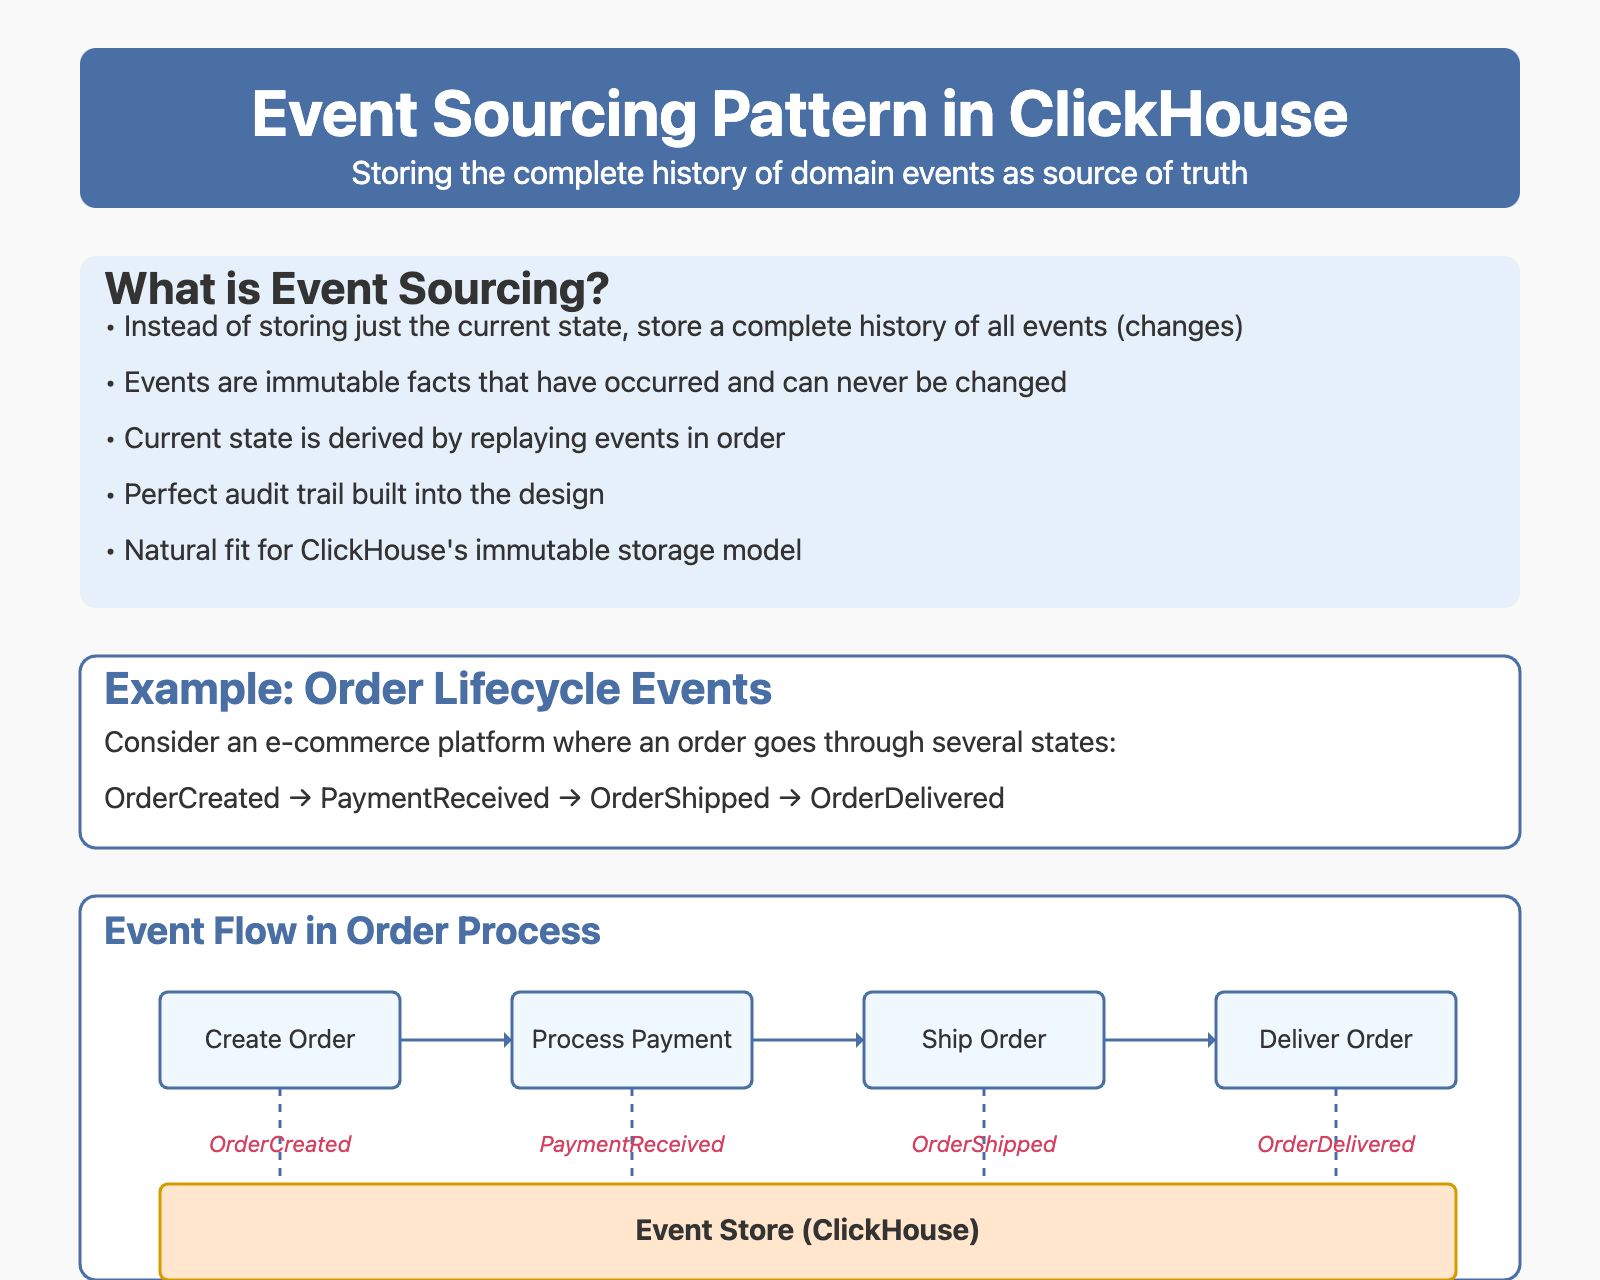 Event Sourcing Pattern in ClickHouse
Storing the complete history of domain events as source of truth
What is Event Sourcing?
• Instead of storing just the current state, store a complete history of all events (changes)
• Events are immutable facts that have occurred and can never be changed
• Current state is derived by replaying events in order
• Perfect audit trail built into the design
• Natural fit for ClickHouse's immutable storage model
Example: Order Lifecycle Events
Consider an e-commerce platform where an order goes through several states:
OrderCreated → PaymentReceived → OrderShipped → OrderDelivered
Event Flow in Order Process
Create Order
Process Payment
Ship Order
Deliver Order
OrderCreated
PaymentReceived
OrderShipped
OrderDelivered
Event Store (ClickHouse)